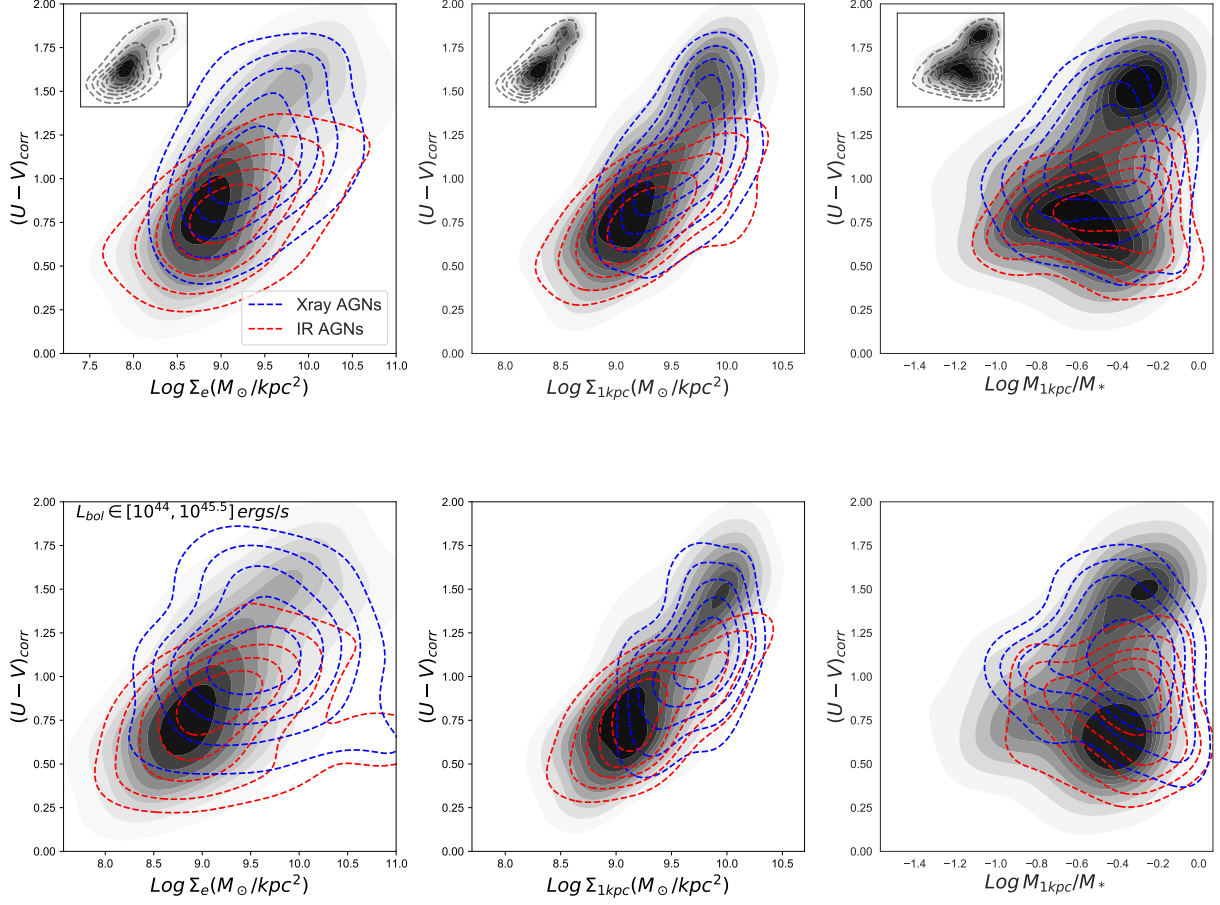 2.00
1.75
1.50
1.25
1.00
0.75
0.50
0.25
0.00
(U − V)corr
Xray AGNs
IR AGNs
7.5 8.0 8.5 9.0 9.5 10.0 10.5 11.0
Log Σe(M⊙/kpc²)
2.00
1.75
1.50
1.25
1.00
0.75
0.50
0.25
0.00
(U − V)corr
8.0 8.5 9.0 9.5 10.0 10.5
Log Σ1kpc(M⊙/kpc²)
2.00
1.75
1.50
1.25
1.00
0.75
0.50
0.25
0.00
(U − V)corr
−1.4 −1.2 −1.0 −0.8 −0.6 −0.4 −0.2 0.0
Log M1kpc/M*
Lbol ∈ [10⁴⁴, 10⁴⁵·⁵] ergs/s
2.00
1.75
1.50
1.25
1.00
0.75
0.50
0.25
0.00
(U − V)corr
8.0 8.5 9.0 9.5 10.0 10.5 11.0
Log Σe(M⊙/kpc²)
2.00
1.75
1.50
1.25
1.00
0.75
0.50
0.25
0.00
(U − V)corr
8.0 8.5 9.0 9.5 10.0 10.5
Log Σ1kpc(M⊙/kpc²)
2.00
1.75
1.50
1.25
1.00
0.75
0.50
0.25
0.00
(U − V)corr
−1.4 −1.2 −1.0 −0.8 −0.6 −0.4 −0.2 0.0
Log M1kpc/M*